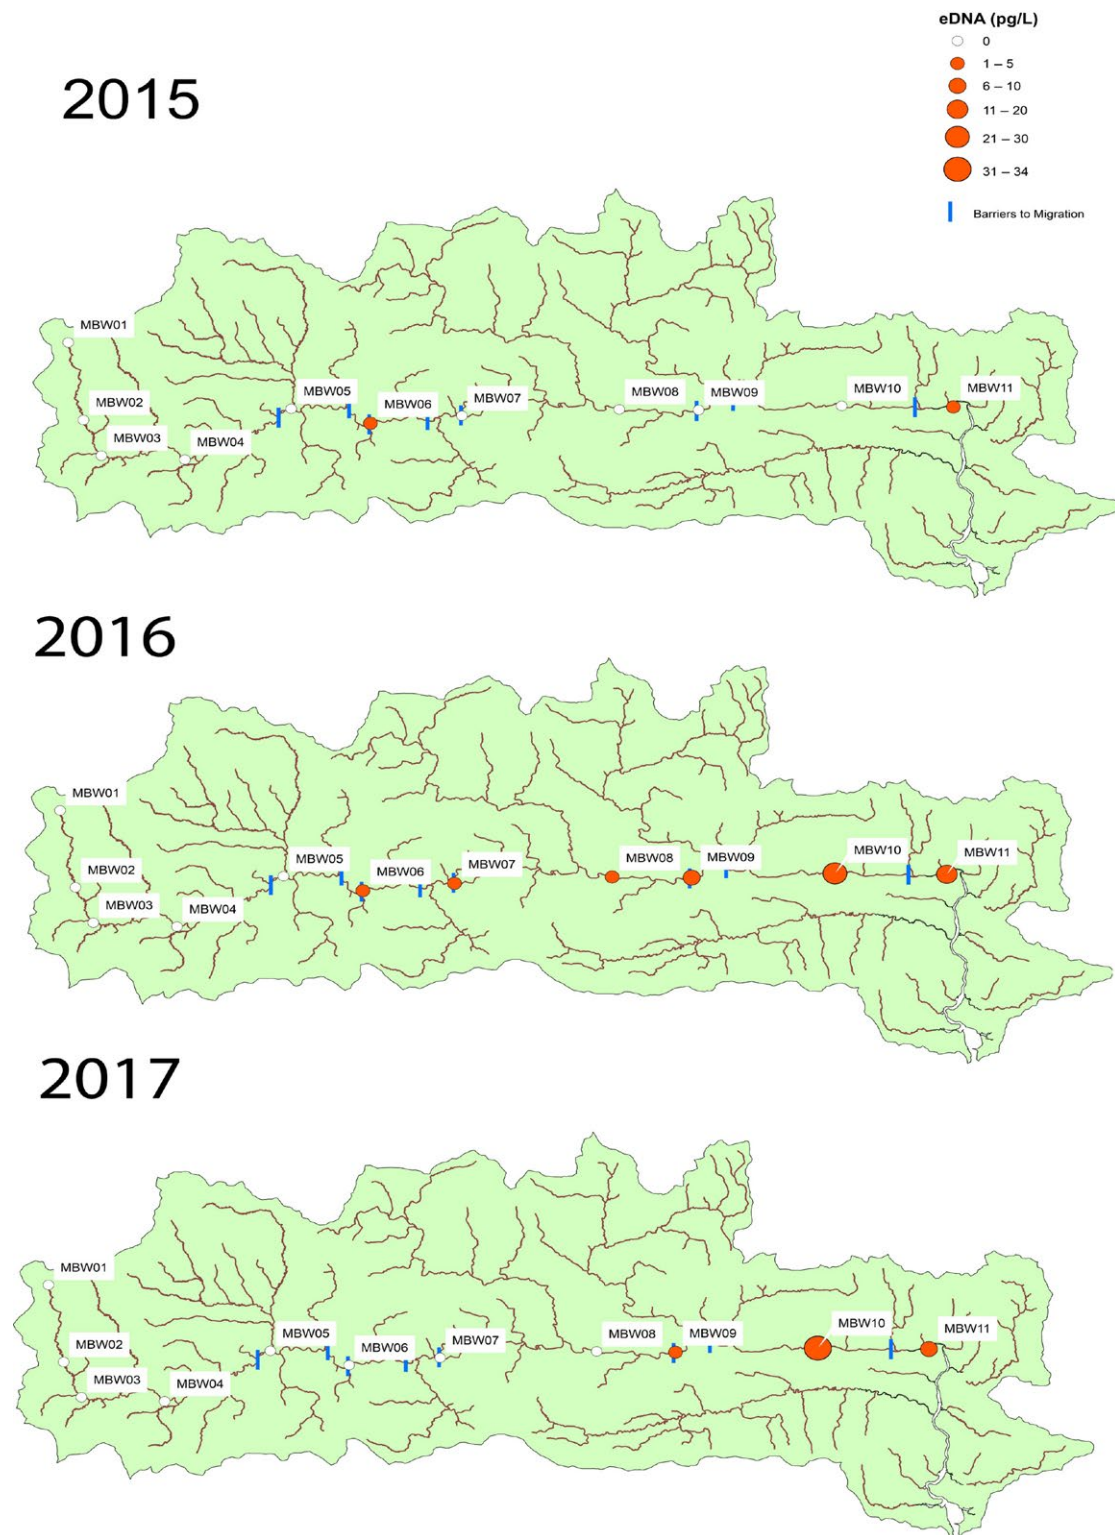 eDNA (pg/L)
0
1 – 5
6 – 10
11 – 20
21 – 30
31 – 34
Barriers to Migration
2015
MBW01
MBW02
MBW03
MBW04
MBW05
MBW06
MBW07
MBW08
MBW09
MBW10
MBW11
2016
MBW01
MBW02
MBW03
MBW04
MBW05
MBW06
MBW07
MBW08
MBW09
MBW10
MBW11
2017
MBW01
MBW02
MBW03
MBW04
MBW05
MBW06
MBW07
MBW08
MBW09
MBW10
MBW11